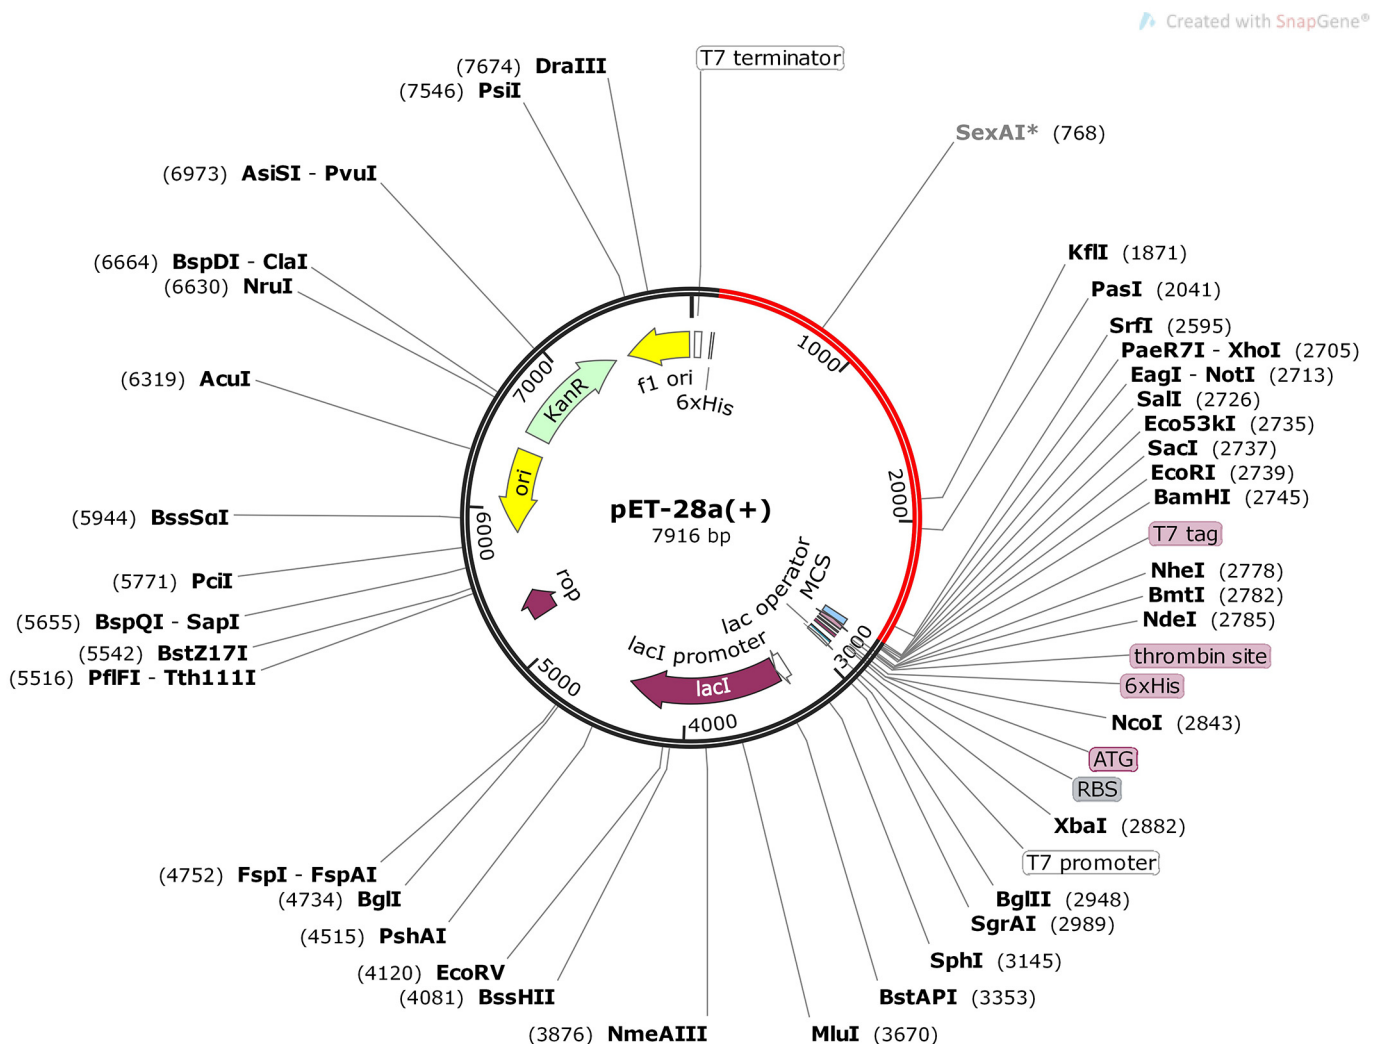 Created with SnapGene®
T7 terminator
(7674) DraIII
(7546) PsiI
SexAI* (768)
(6973) AsiSI - PvuI
(6664) BspDI - ClaI
(6630) NruI
(6319) AcuI
(5944) BssSαI
(5771) PciI
(5655) BspQI - SapI
(5542) BstZ17I
(5516) PflFI - Tth111I
(4752) FspI - FspAI
(4734) BglI
(4515) PshAI
(4120) EcoRV
(4081) BssHII
(3876) NmeAIII
KflI (1871)
PasI (2041)
SrfI (2595)
PaeR7I - XhoI (2705)
EagI - NotI (2713)
SalI (2726)
Eco53kI (2735)
SacI (2737)
EcoRI (2739)
BamHI (2745)
T7 tag
NheI (2778)
BmtI (2782)
NdeI (2785)
thrombin site
6xHis
NcoI (2843)
ATG
RBS
XbaI (2882)
T7 promoter
BglII (2948)
SgrAI (2989)
SphI (3145)
BstAPI (3353)
MluI (3670)
1000
2000
3000
4000
5000
6000
7000
f1 ori
6xHis
KanR
ori
rop
lacI
lacI promoter
lac operator
MCS
pET-28a(+)
7916 bp